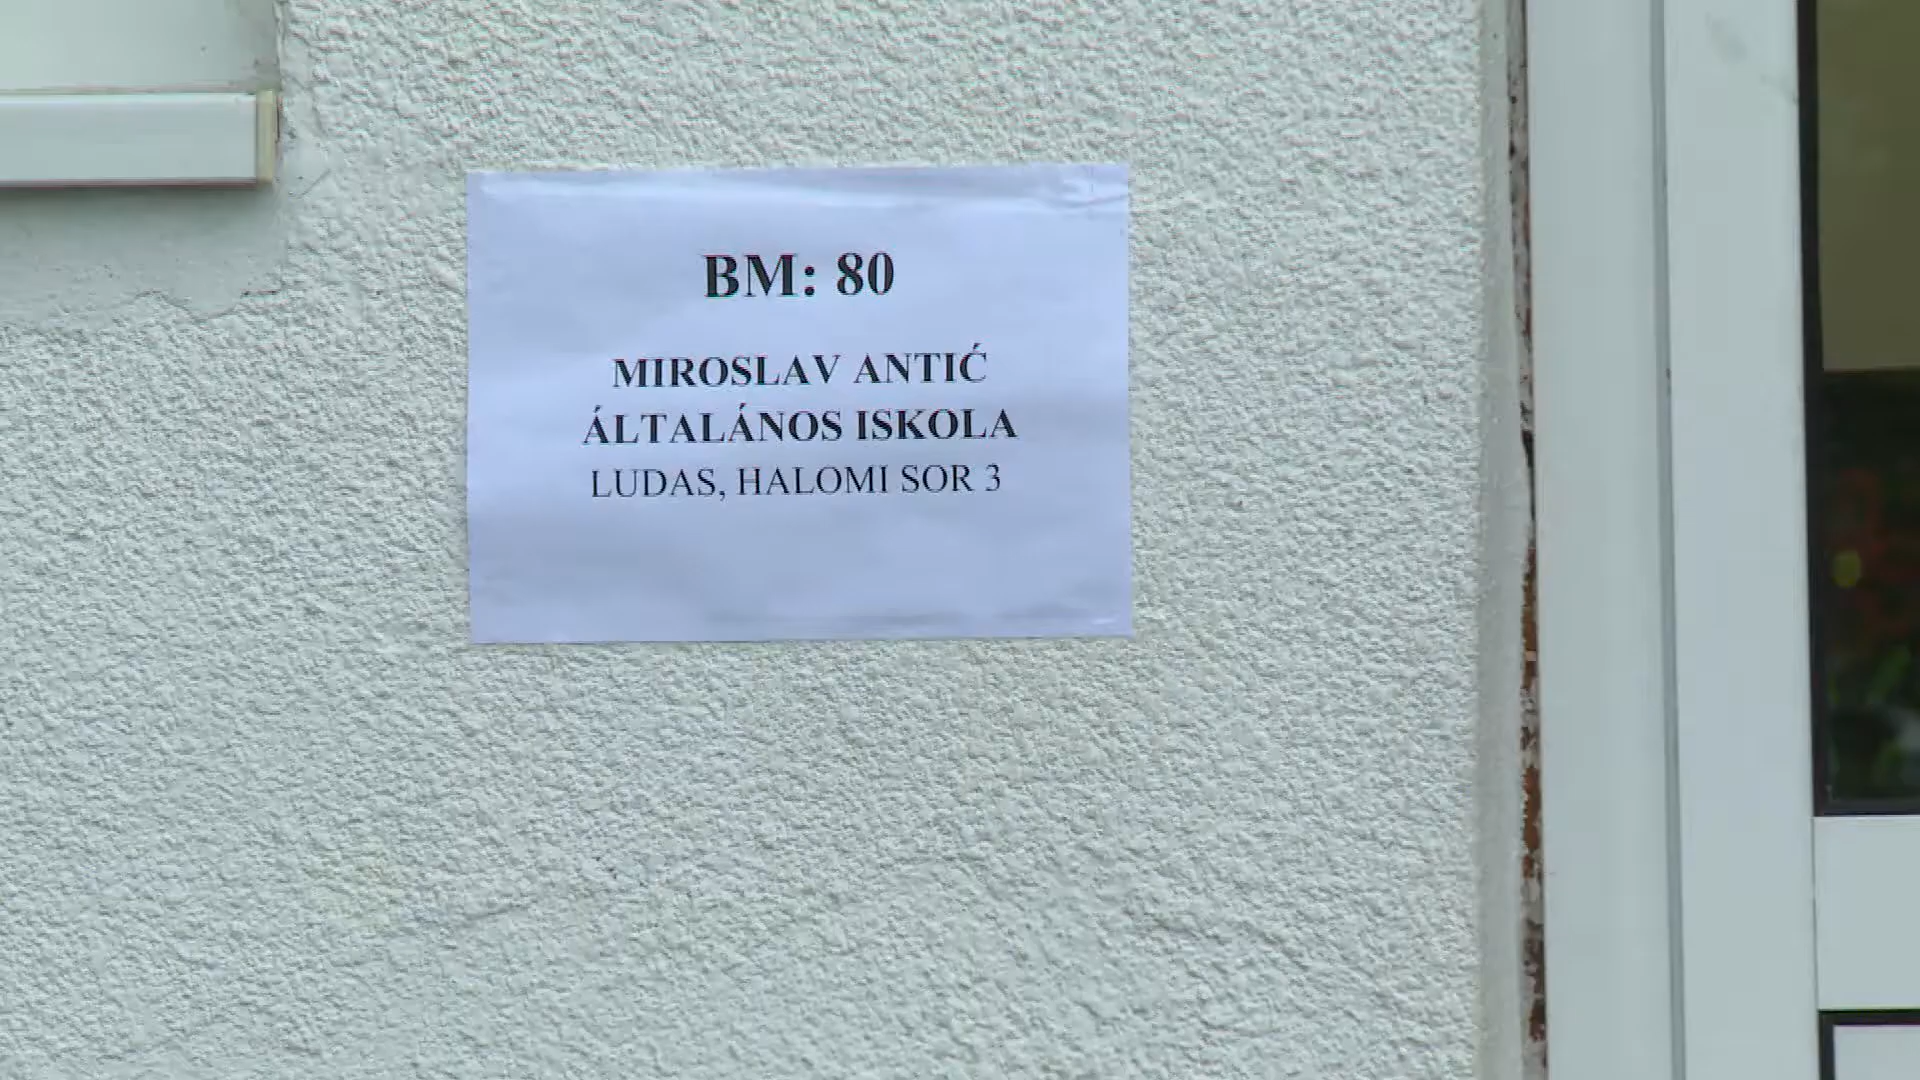 BM: 80
MIROSLAV ANTIĆ
ÁLTALÁNOS ISKOLA
LUDAS, HALOMI SOR 3